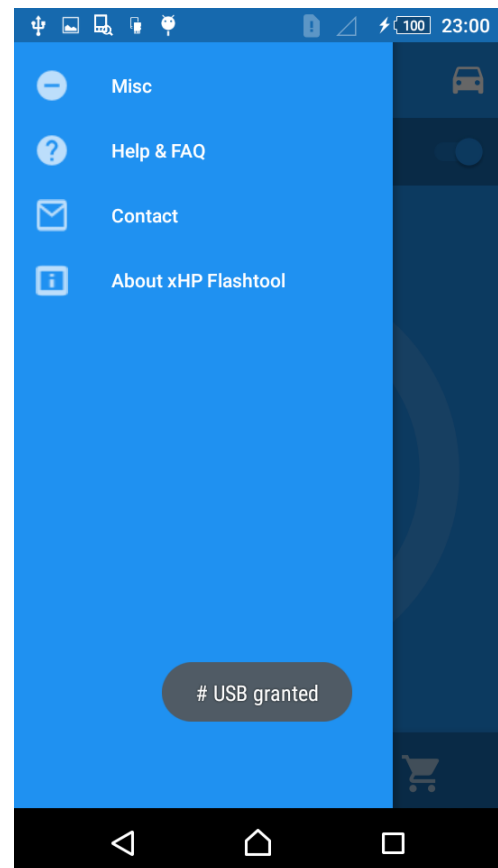 100 23:00
Misc
Help & FAQ
Contact
About xHP Flashtool
# USB granted